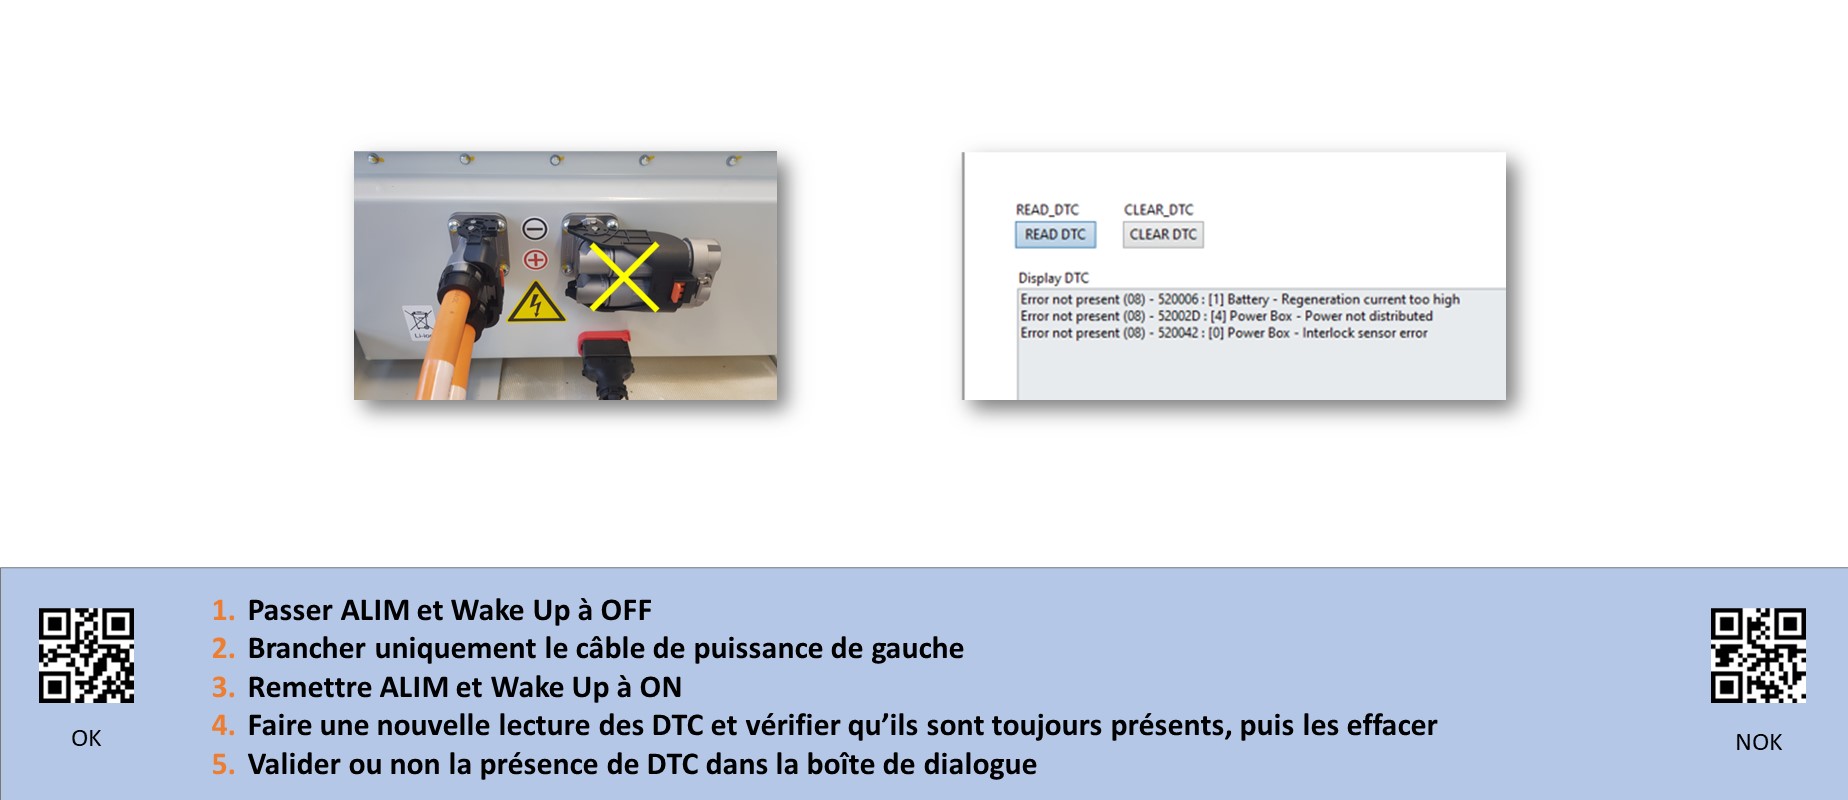 READ_DTC CLEAR_DTC
READ DTC CLEAR DTC
Display DTC
Error not present (08) - 520006 : [1] Battery - Regeneration current too high
Error not present (08) - 52002D : [4] Power Box - Power not distributed
Error not present (08) - 520042 : [0] Power Box - Interlock sensor error
Li-ion
1. Passer ALIM et Wake Up à OFF
2. Brancher uniquement le câble de puissance de gauche
3. Remettre ALIM et Wake Up à ON
4. Faire une nouvelle lecture des DTC et vérifier qu’ils sont toujours présents, puis les effacer
5. Valider ou non la présence de DTC dans la boîte de dialogue
OK
NOK